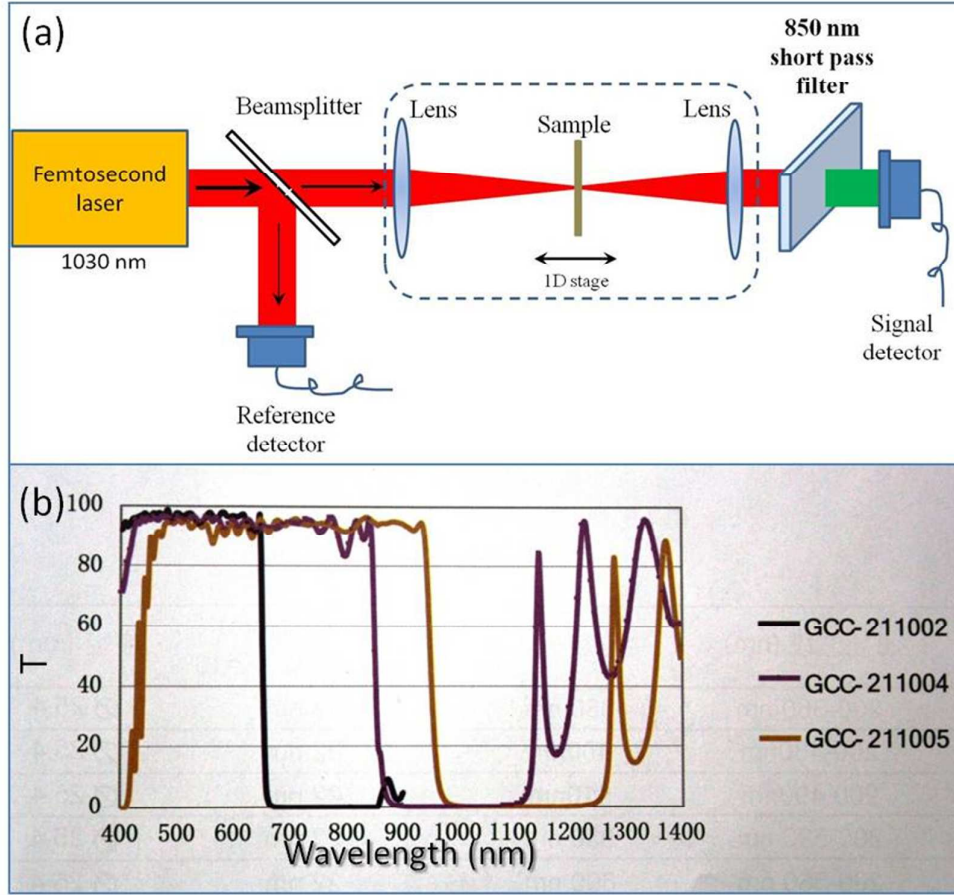 (a)
850 nm
short pass
filter
Beamsplitter
Lens
Sample
Lens
Femtosecond
laser
1030 nm
1D stage
Signal
detector
Reference
detector
(b)
100
80
60
40
20
0
T
400 500 600 700 800 900 1000 1100 1200 1300 1400
Wavelength (nm)
GCC-211002
GCC-211004
GCC-211005